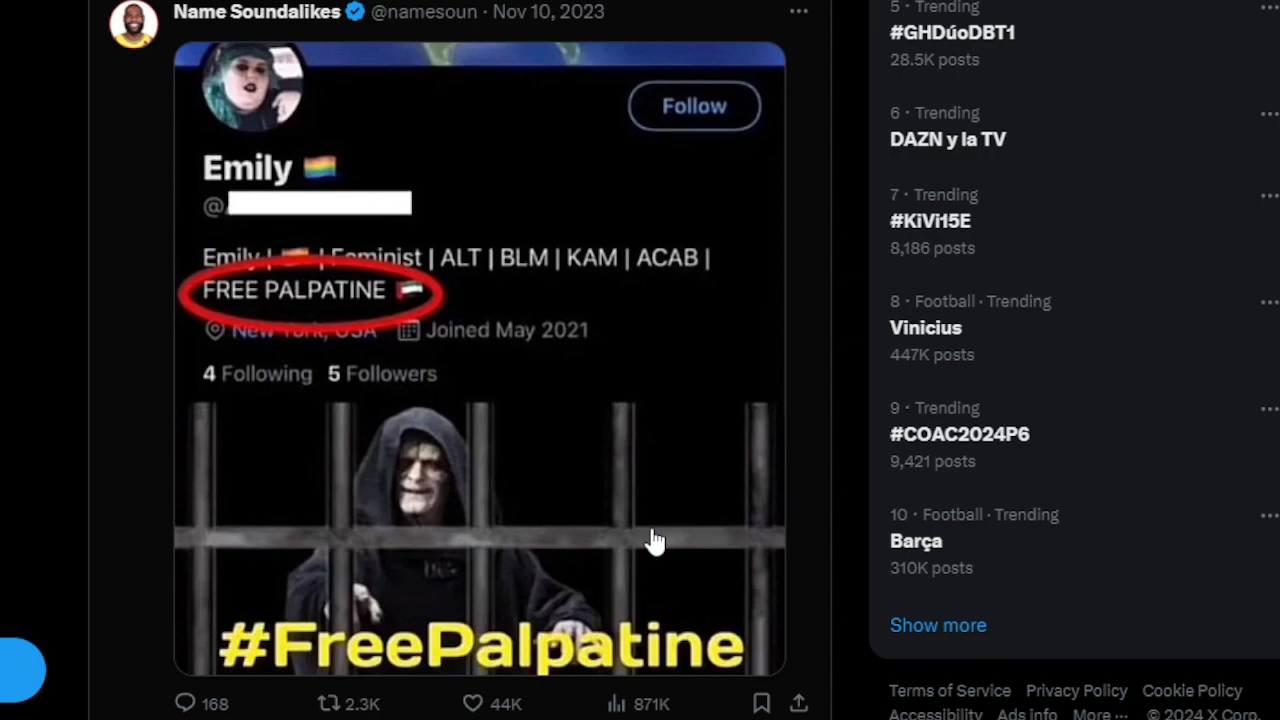 Name Soundalikes @namesoun · Nov 10, 2023
Follow
Emily
@
Emily | | Feminist | ALT | BLM | KAM | ACAB |
FREE PALPATINE
New York, USA Joined May 2021
4 Following 5 Followers
#FreePalpatine
168 2.3K 44K 871K
5 · Trending
#GHDúoDBT1
28.5K posts
6 · Trending
DAZN y la TV
7 · Trending
#KiVi15E
8,186 posts
8 · Football · Trending
Vinicius
447K posts
9 · Trending
#COAC2024P6
9,421 posts
10 · Football · Trending
Barça
310K posts
Show more
Terms of Service Privacy Policy Cookie Policy
Accessibility Ads info More ··· © 2024 X Corp.